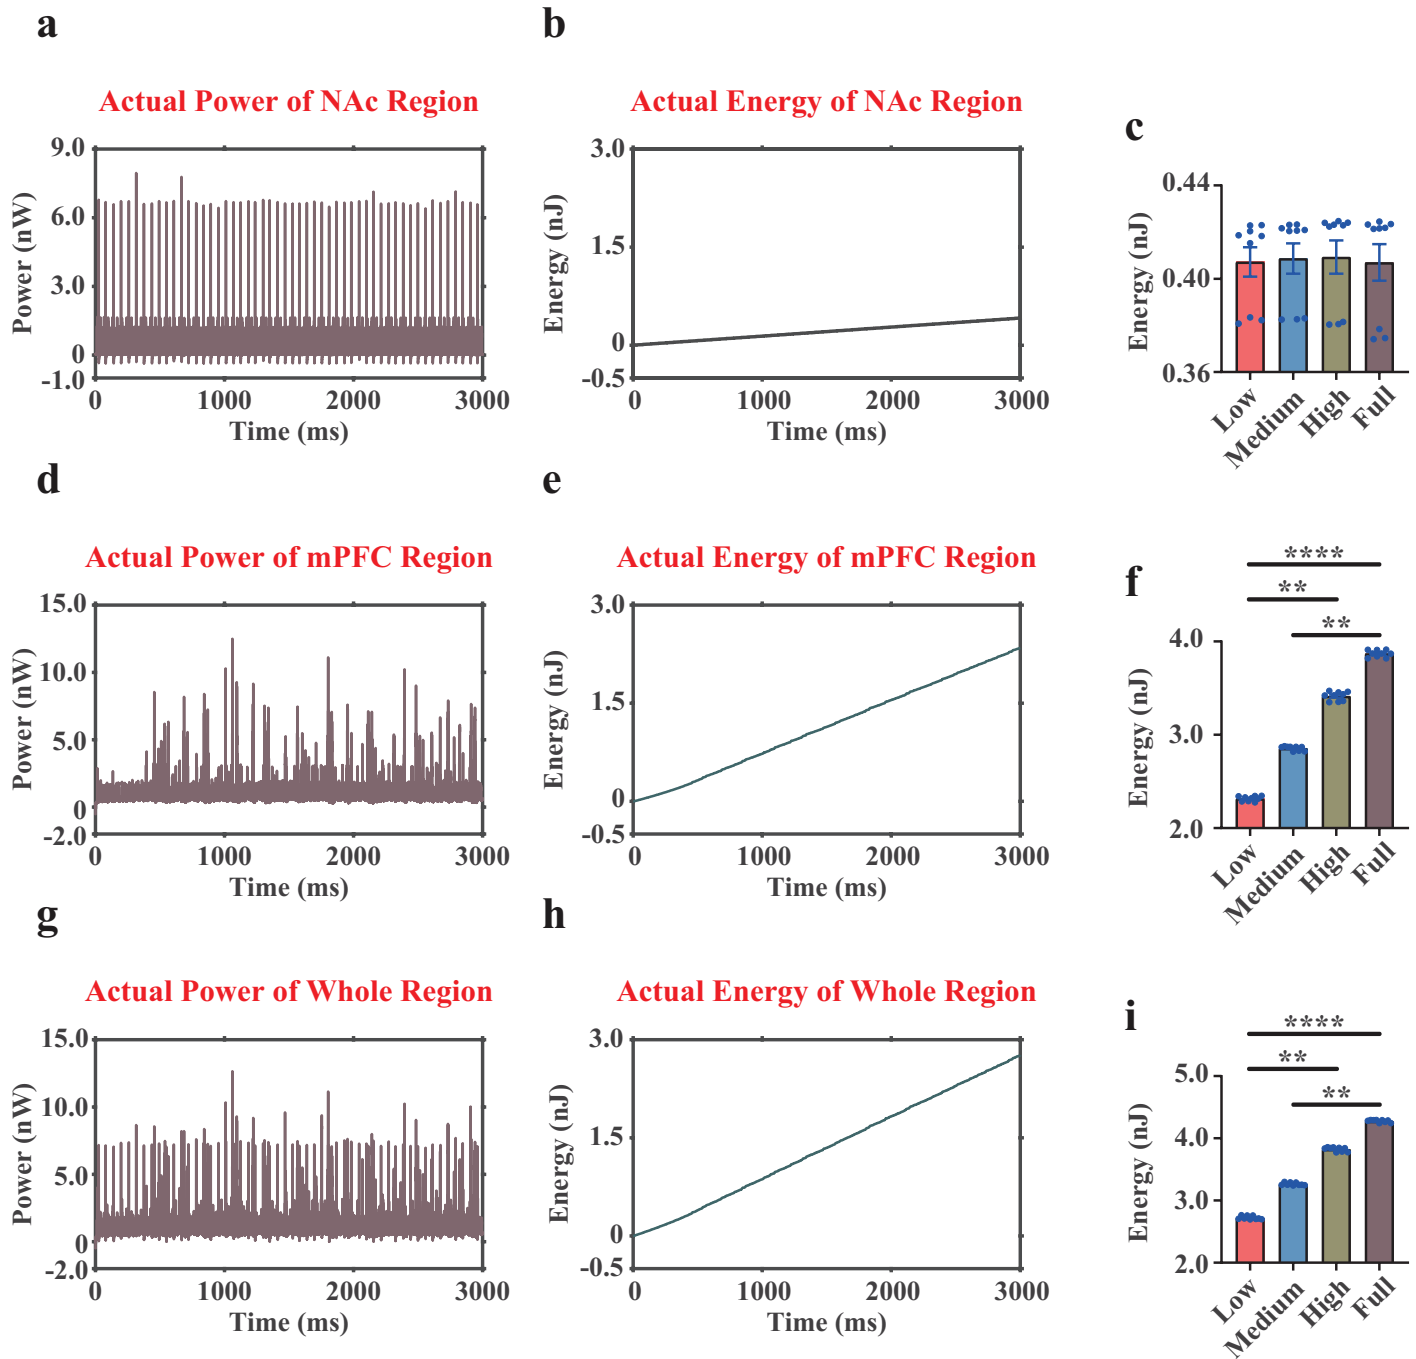 a
Actual Power of NAc Region
Power (nW)
9.0
6.0
3.0
0
-1.0
0 1000 2000 3000
Time (ms)
b
Actual Energy of NAc Region
Energy (nJ)
3.0
1.5
0
-0.5
0 1000 2000 3000
Time (ms)
c
Energy (nJ)
0.44
0.40
0.36
Low Medium High Full
d
Actual Power of mPFC Region
Power (nW)
15.0
10.0
5.0
0
-2.0
0 1000 2000 3000
Time (ms)
e
Actual Energy of mPFC Region
Energy (nJ)
3.0
1.5
0
-0.5
0 1000 2000 3000
Time (ms)
f
****
**
**
Energy (nJ)
4.0
3.0
2.0
Low Medium High Full
g
Actual Power of Whole Region
Power (nW)
15.0
10.0
5.0
0
-2.0
0 1000 2000 3000
Time (ms)
h
Actual Energy of Whole Region
Energy (nJ)
3.0
1.5
0
-0.5
0 1000 2000 3000
Time (ms)
i
****
**
**
Energy (nJ)
5.0
4.0
3.0
2.0
Low Medium High Full